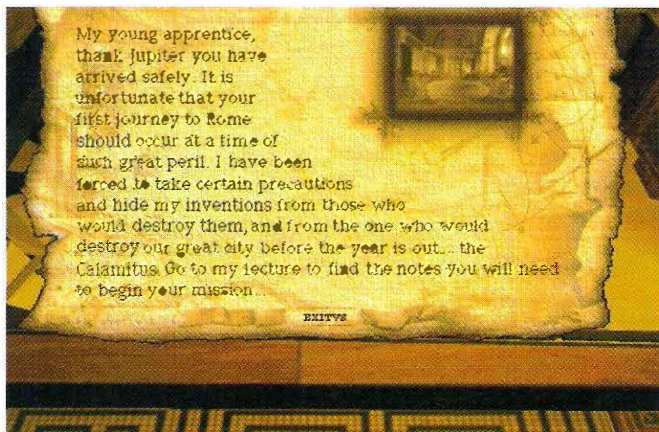 My young apprentice,
thank Jupiter you have
arrived safely. It is
unfortunate that your
first journey to Rome
should occur at a time of
such great peril. I have been
forced to take certain precautions
and hide my inventions from those who
would destroy them, and from the one who would
destroy our great city before the year is out... the
Calamitus. Go to my lecture to find the notes you will need
to begin your mission...
EXITVS